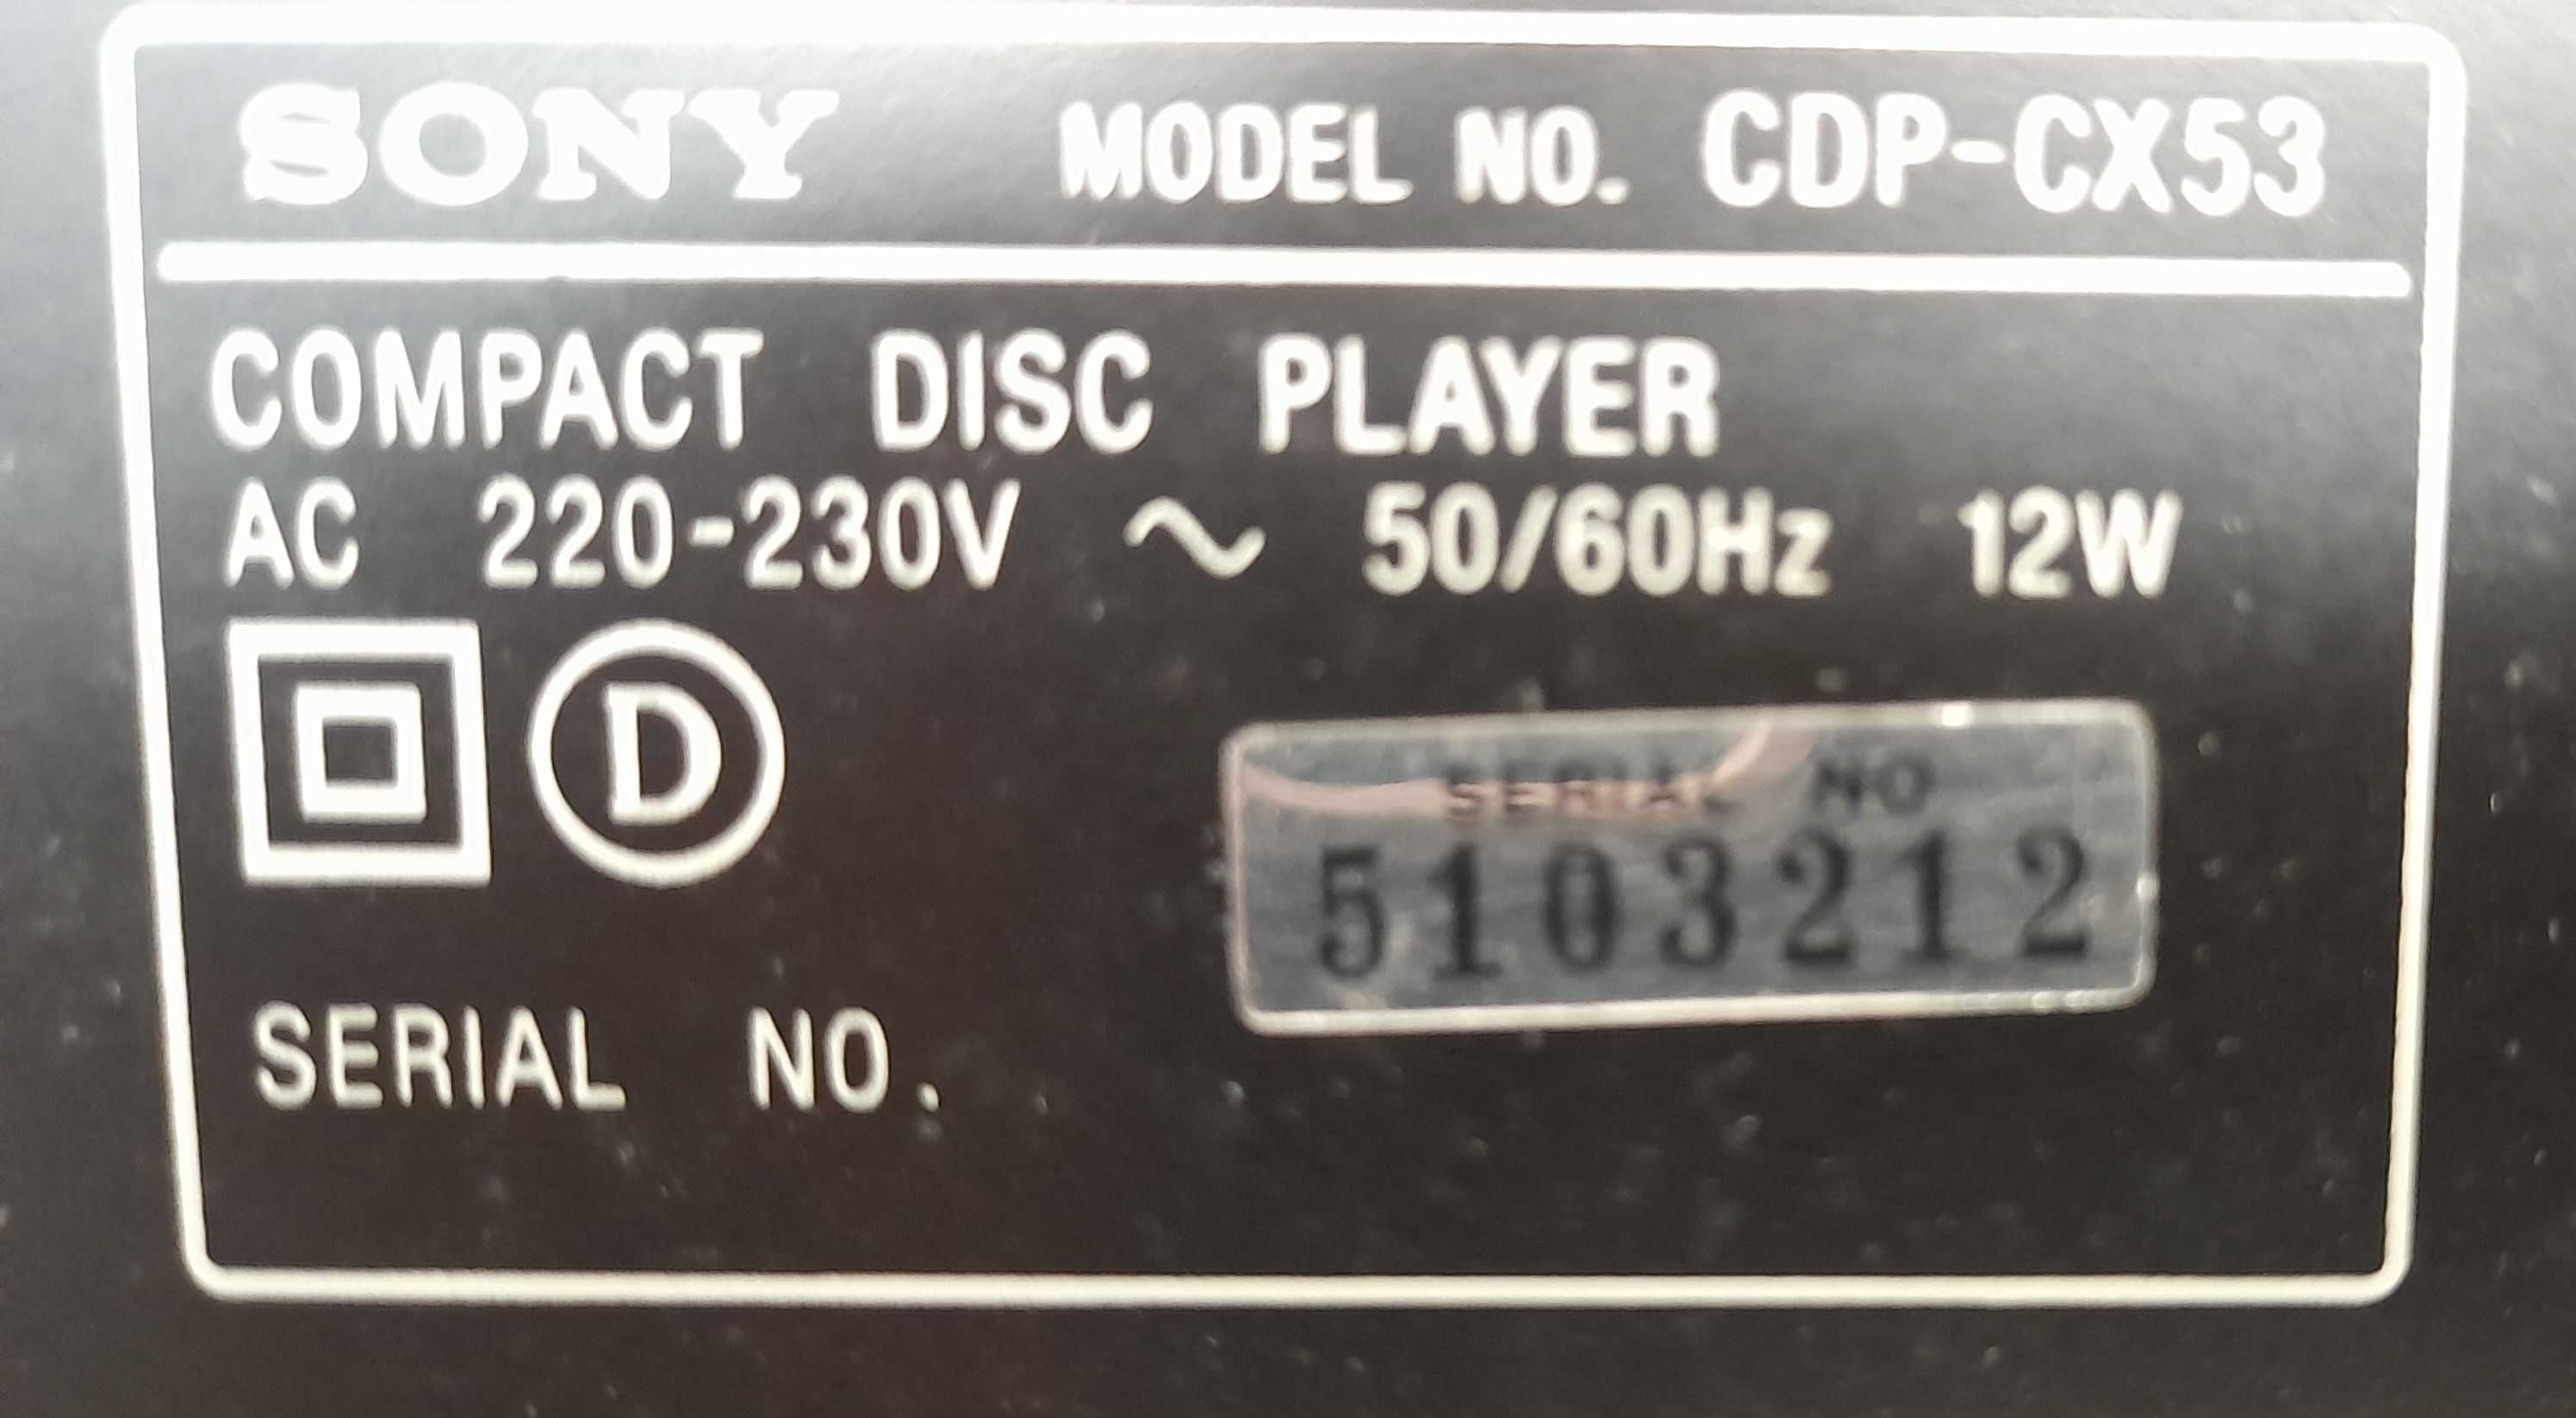 SONY MODEL NO. CDP-CX53
COMPACT DISC PLAYER
AC 220-230V ~ 50/60Hz 12W
D
SERIAL NO
5103212
SERIAL NO.